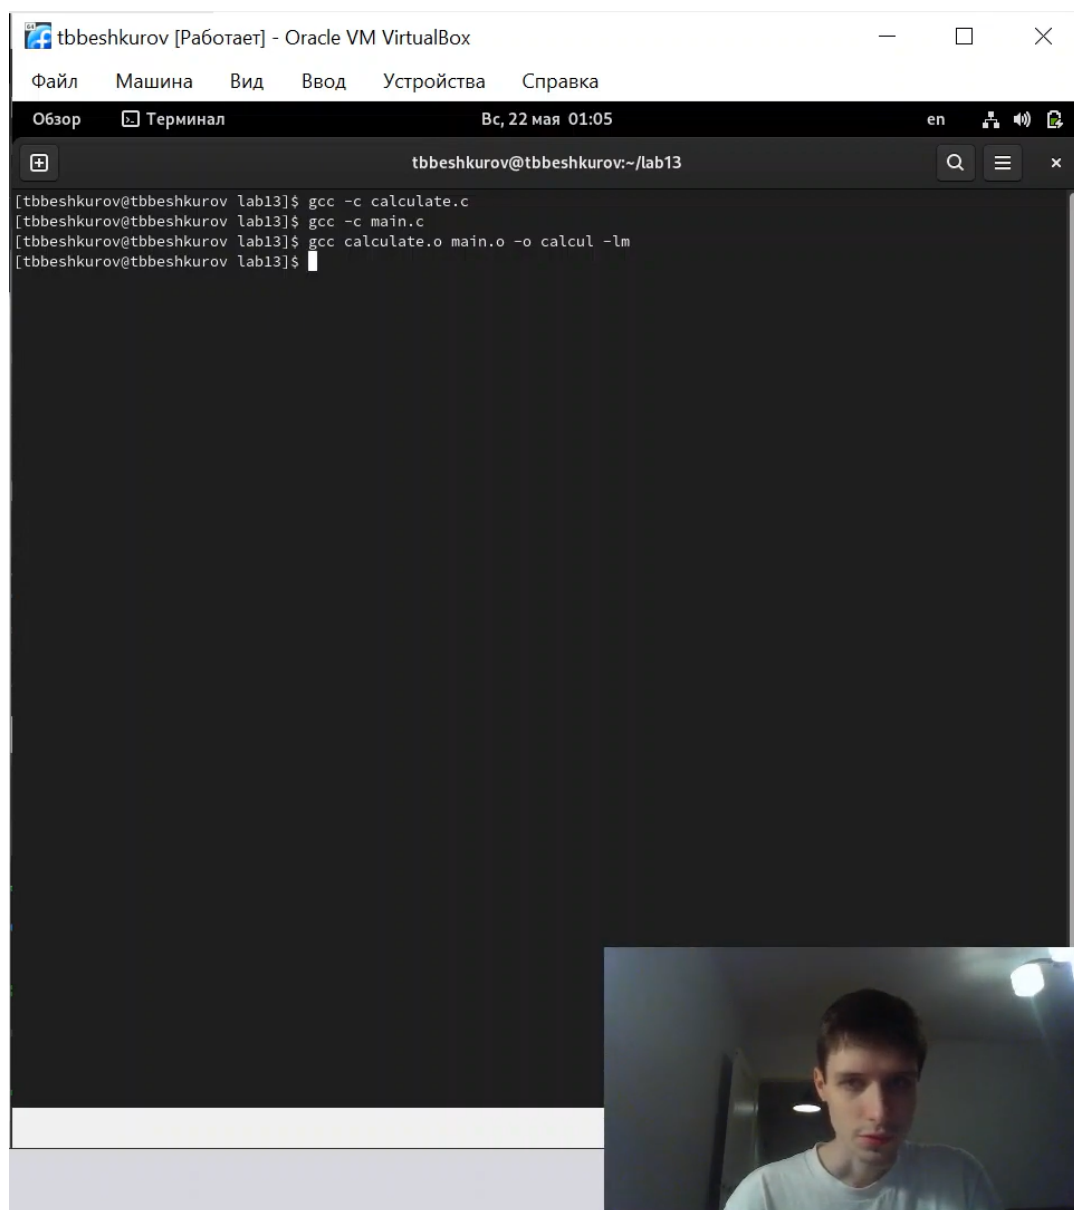 tbbeshkurov [Работает] - Oracle VM VirtualBox
Файл Машина Вид Ввод Устройства Справка
Обзор Терминал Вс, 22 мая 01:05 en
tbbeshkurov@tbbeshkurov:~/lab13
[tbbeshkurov@tbbeshkurov lab13]$ gcc -c calculate.c
[tbbeshkurov@tbbeshkurov lab13]$ gcc -c main.c
[tbbeshkurov@tbbeshkurov lab13]$ gcc calculate.o main.o -o calcul -lm
[tbbeshkurov@tbbeshkurov lab13]$